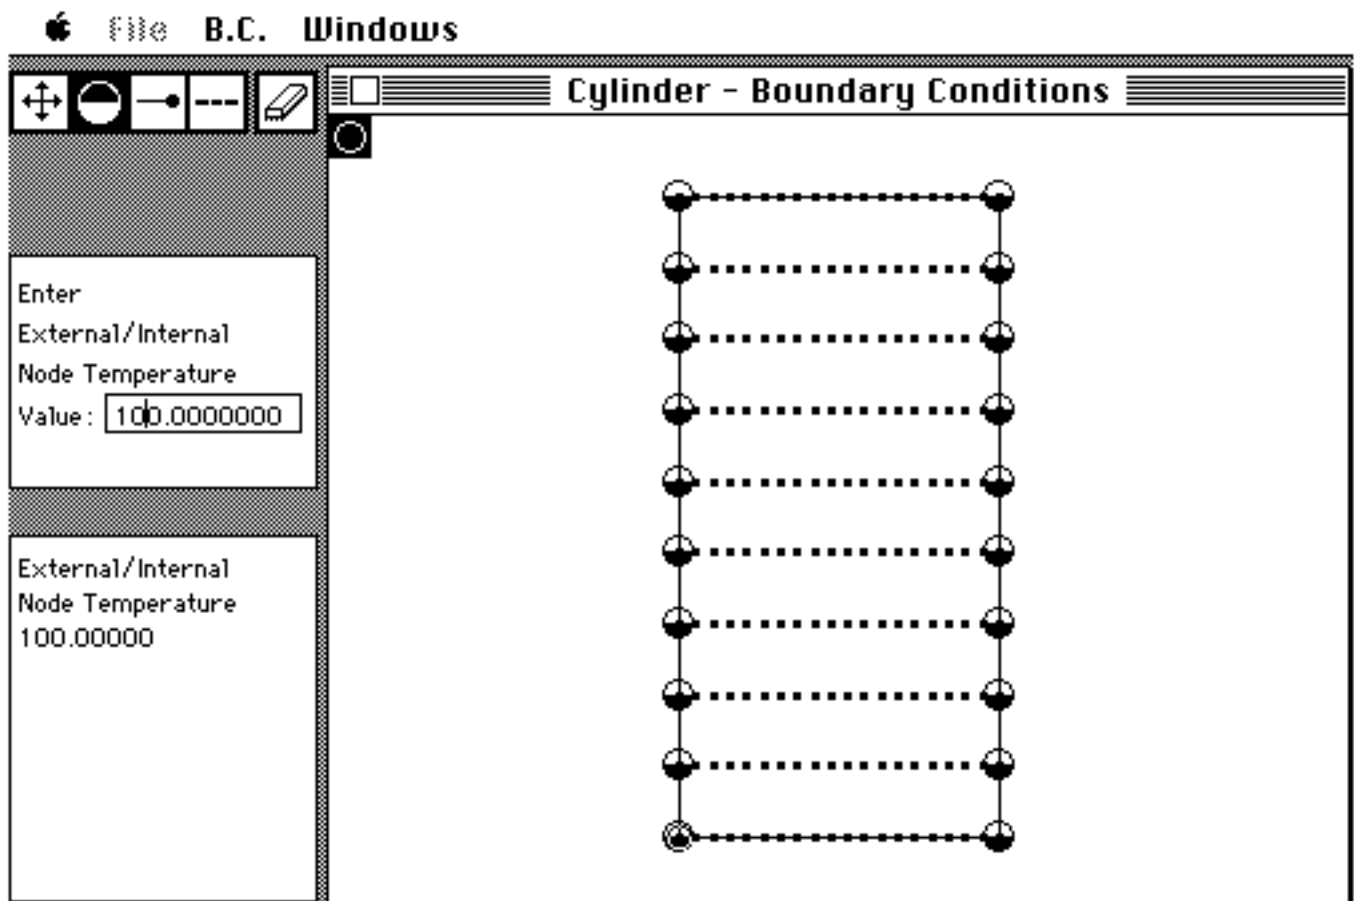 File B.C. Windows
Cylinder - Boundary Conditions
Enter
External/Internal
Node Temperature
Value: 100.0000000
External/Internal
Node Temperature
100.00000